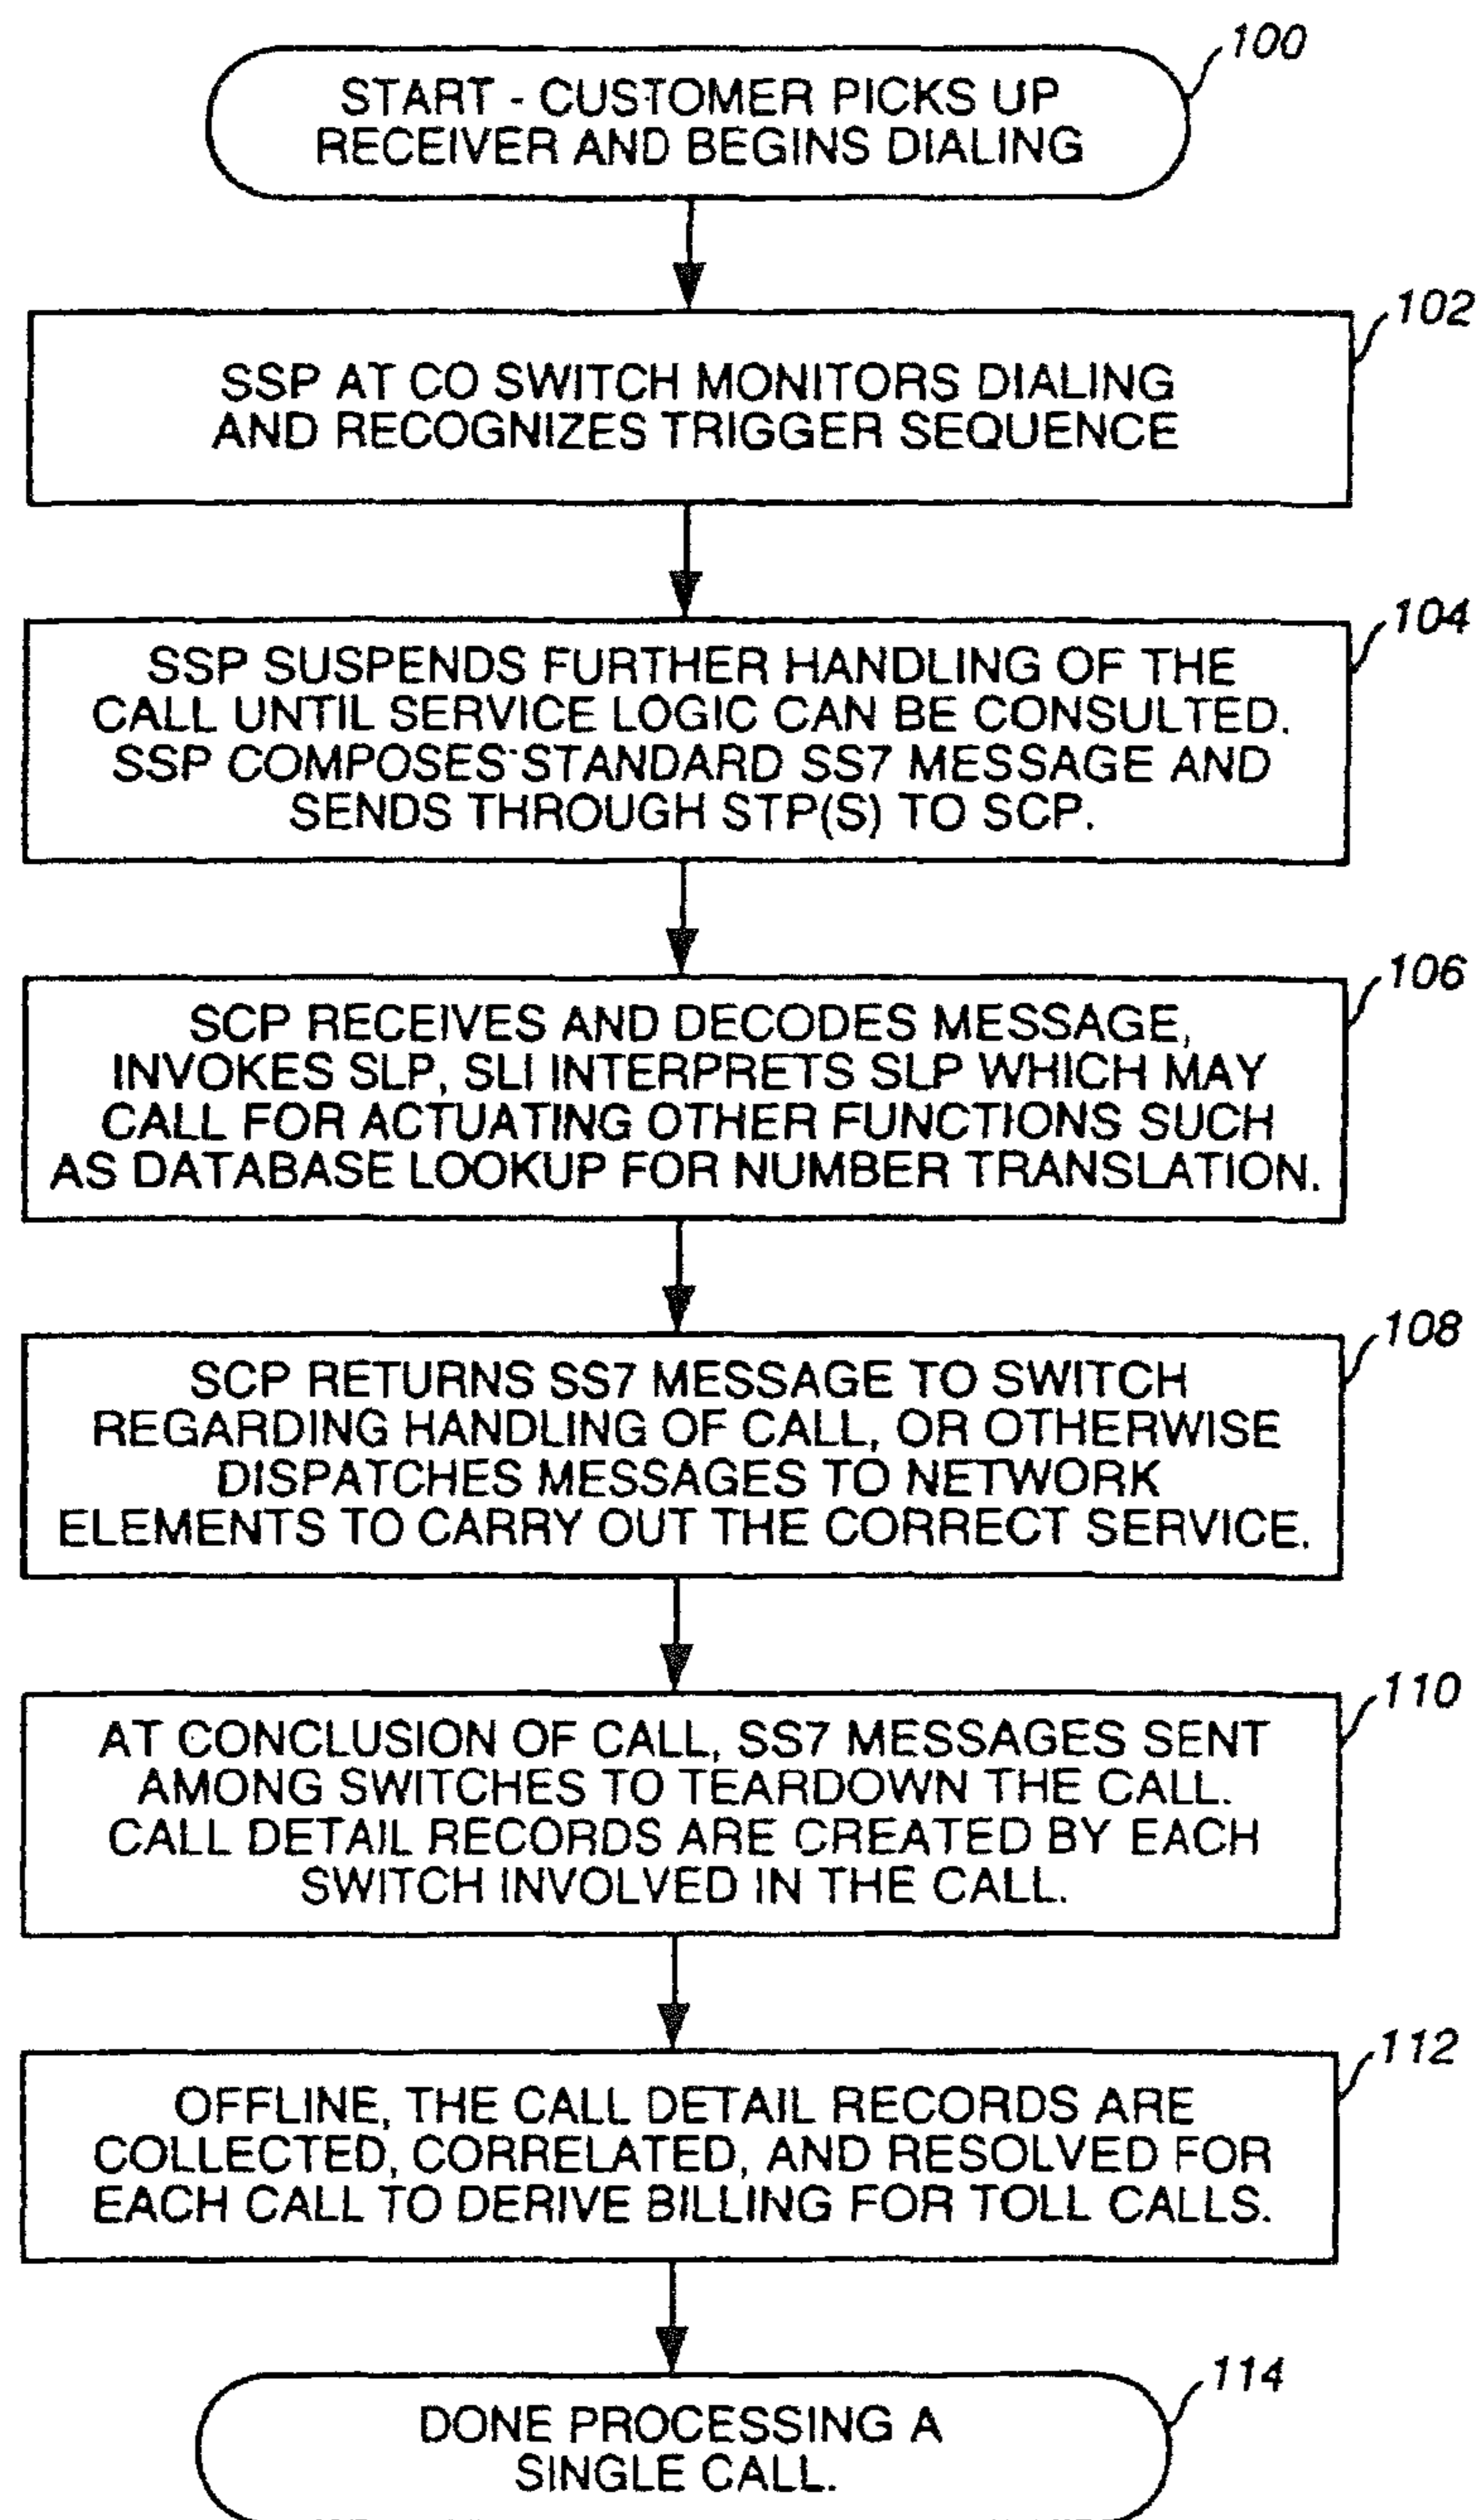 100
START - CUSTOMER PICKS UP
RECEIVER AND BEGINS DIALING
102
SSP AT CO SWITCH MONITORS DIALING
AND RECOGNIZES TRIGGER SEQUENCE
104
SSP SUSPENDS FURTHER HANDLING OF THE
CALL UNTIL SERVICE LOGIC CAN BE CONSULTED.
SSP COMPOSES STANDARD SS7 MESSAGE AND
SENDS THROUGH STP(S) TO SCP.
106
SCP RECEIVES AND DECODES MESSAGE,
INVOKES SLP, SLI INTERPRETS SLP WHICH MAY
CALL FOR ACTUATING OTHER FUNCTIONS SUCH
AS DATABASE LOOKUP FOR NUMBER TRANSLATION.
108
SCP RETURNS SS7 MESSAGE TO SWITCH
REGARDING HANDLING OF CALL, OR OTHERWISE
DISPATCHES MESSAGES TO NETWORK
ELEMENTS TO CARRY OUT THE CORRECT SERVICE.
110
AT CONCLUSION OF CALL, SS7 MESSAGES SENT
AMONG SWITCHES TO TEARDOWN THE CALL.
CALL DETAIL RECORDS ARE CREATED BY EACH
SWITCH INVOLVED IN THE CALL.
112
OFFLINE, THE CALL DETAIL RECORDS ARE
COLLECTED, CORRELATED, AND RESOLVED FOR
EACH CALL TO DERIVE BILLING FOR TOLL CALLS.
114
DONE PROCESSING A
SINGLE CALL.